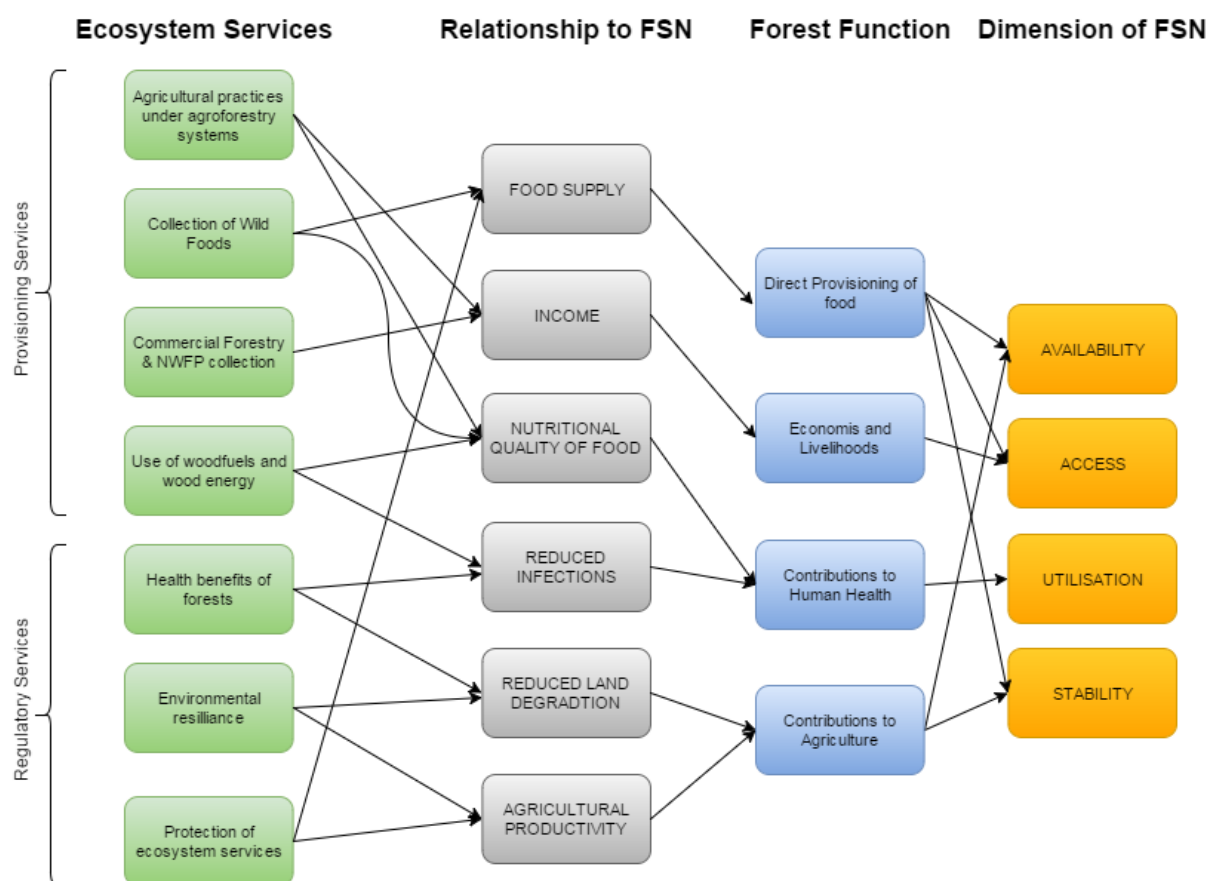 Ecosystem Services
Relationship to FSN
Forest Function
Dimension of FSN
Provisioning Services
Agricultural practices
under agroforestry
systems
Collection of Wild
Foods
Commercial Forestry
& NWFP collection
Use of woodfuels and
wood energy
Regulatory Services
Health benefits of
forests
Environmental
resilliance
Protection of
ecosystem services
FOOD SUPPLY
INCOME
NUTRITIONAL
QUALITY OF FOOD
REDUCED
INFECTIONS
REDUCED LAND
DEGRADTION
AGRICULTURAL
PRODUCTIVITY
Direct Provisioning of
food
Economis and
Livelihoods
Contributions to
Human Health
Contributions to
Agriculture
AVAILABILITY
ACCESS
UTILISATION
STABILITY